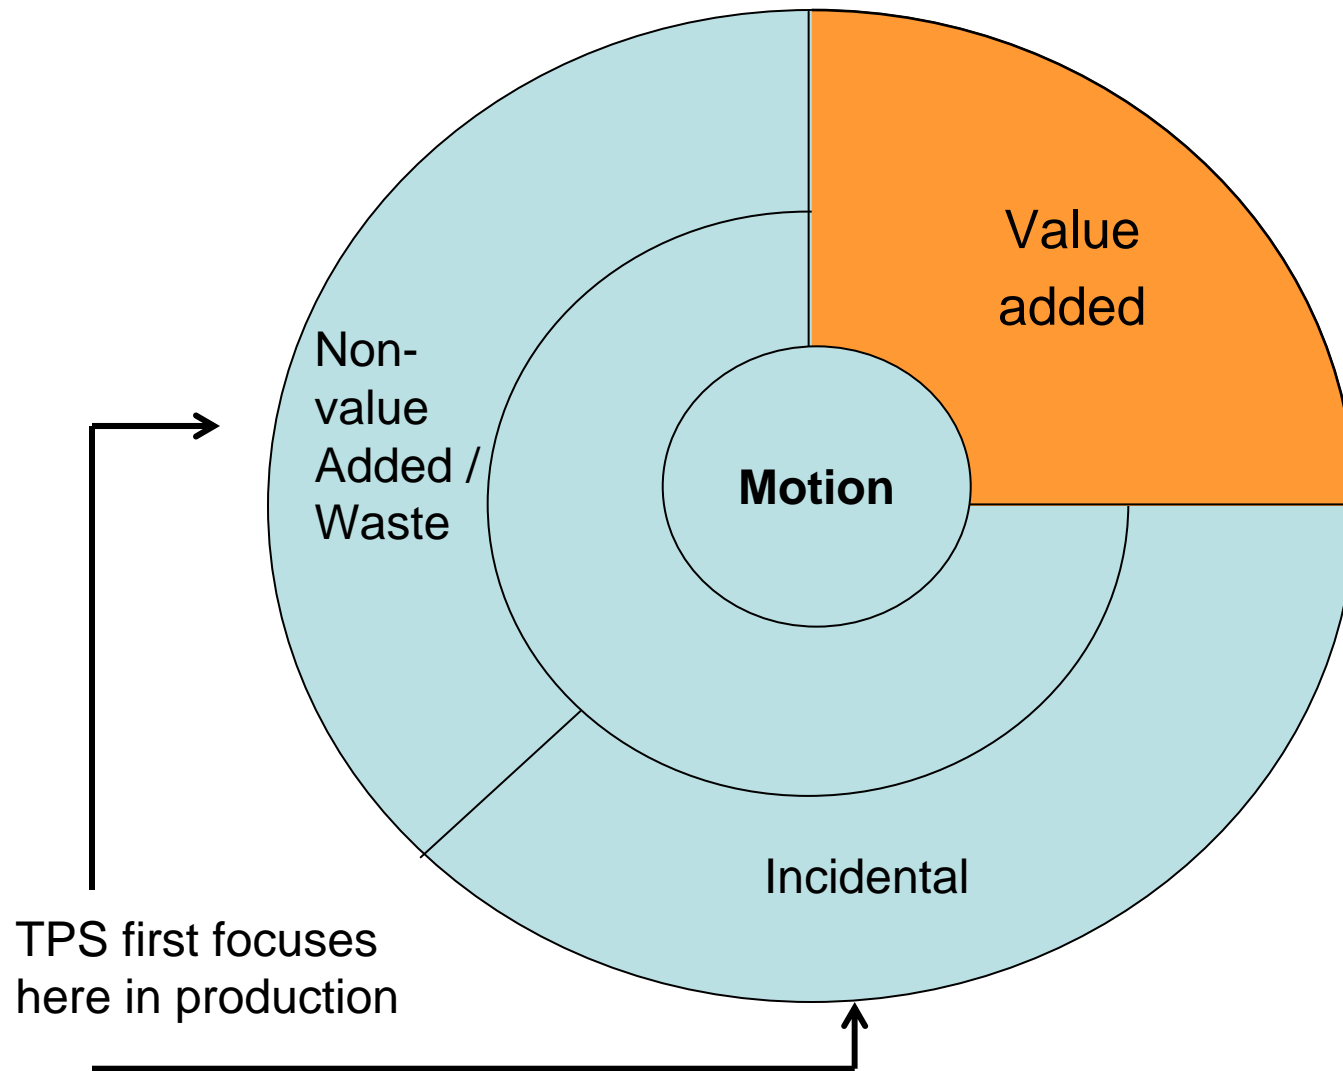 Value
added
Non-
value
Added /
Waste
Motion
Incidental
TPS first focuses
here in production